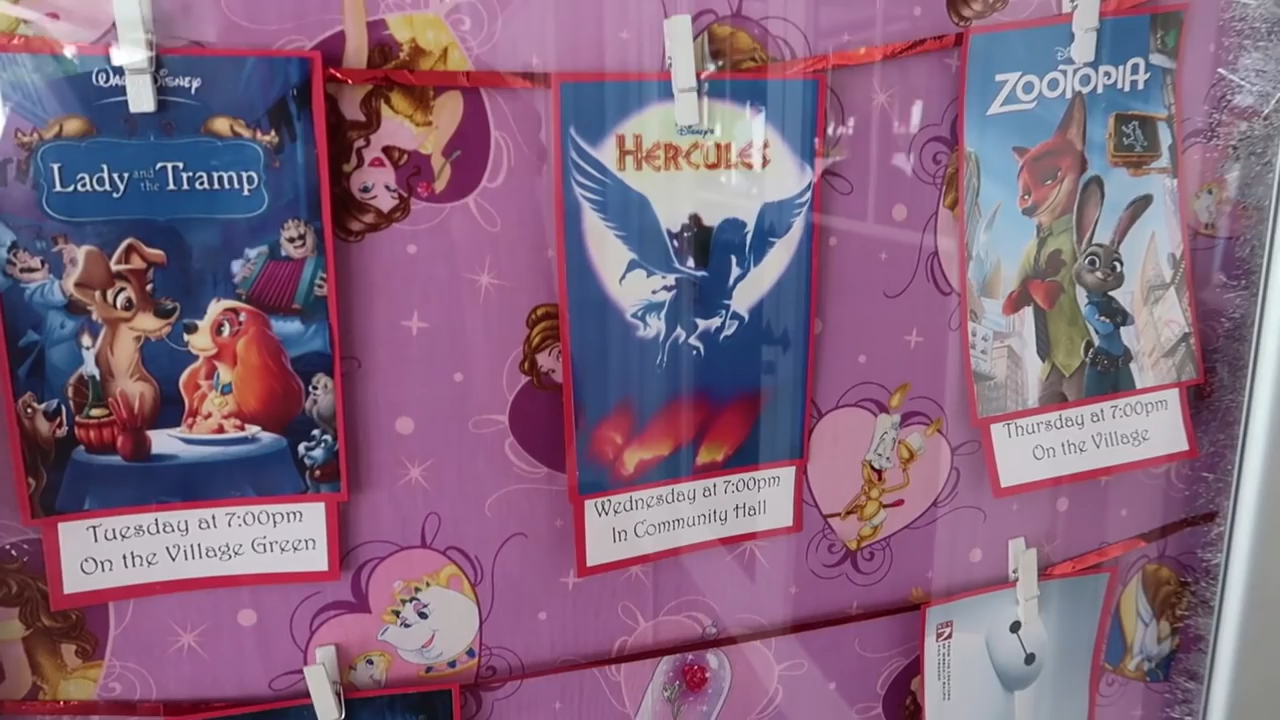 WALT DISNEY
Lady and the Tramp
Tuesday at 7:00pm
On the Village Green
DISNEY'S
HERCULES
Wednesday at 7:00pm
In Community Hall
ZOOTOPIA
Thursday at 7:00pm
On the Village